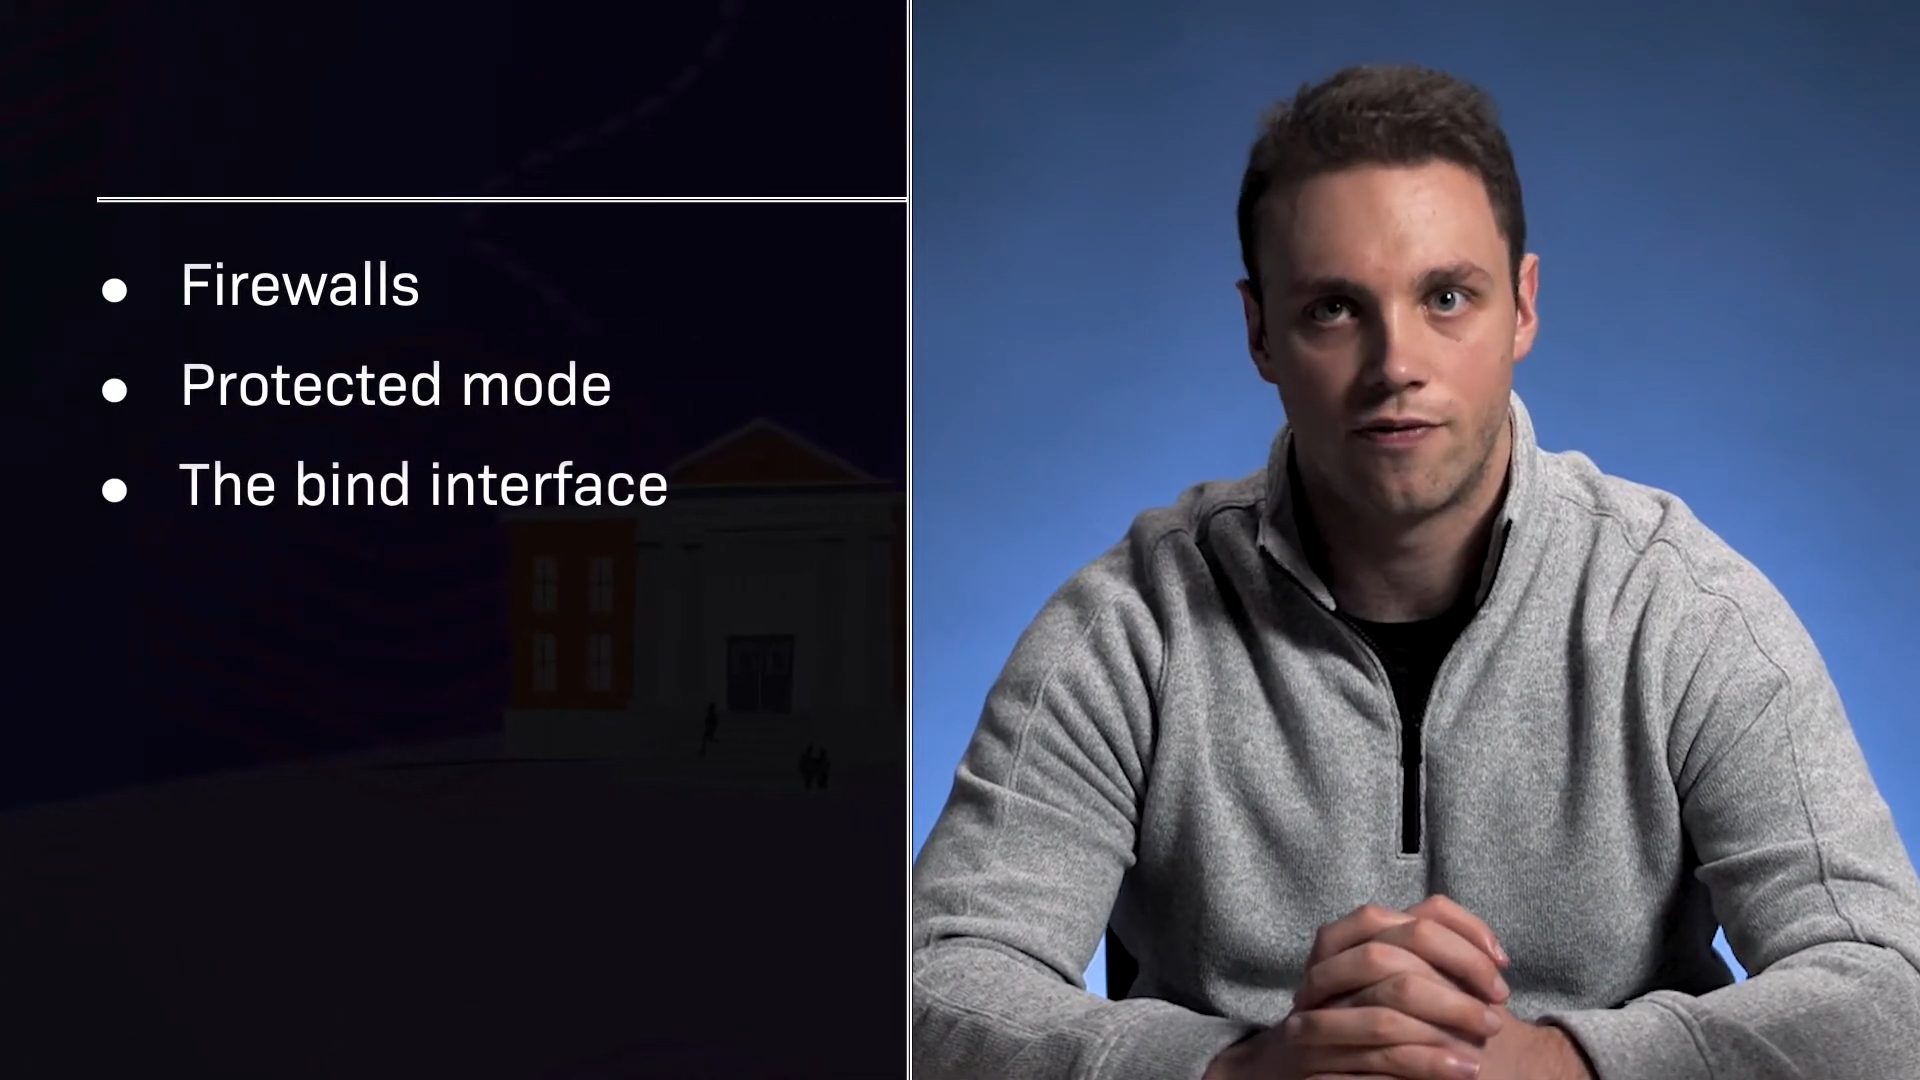 Firewalls
Protected mode
The bind interface